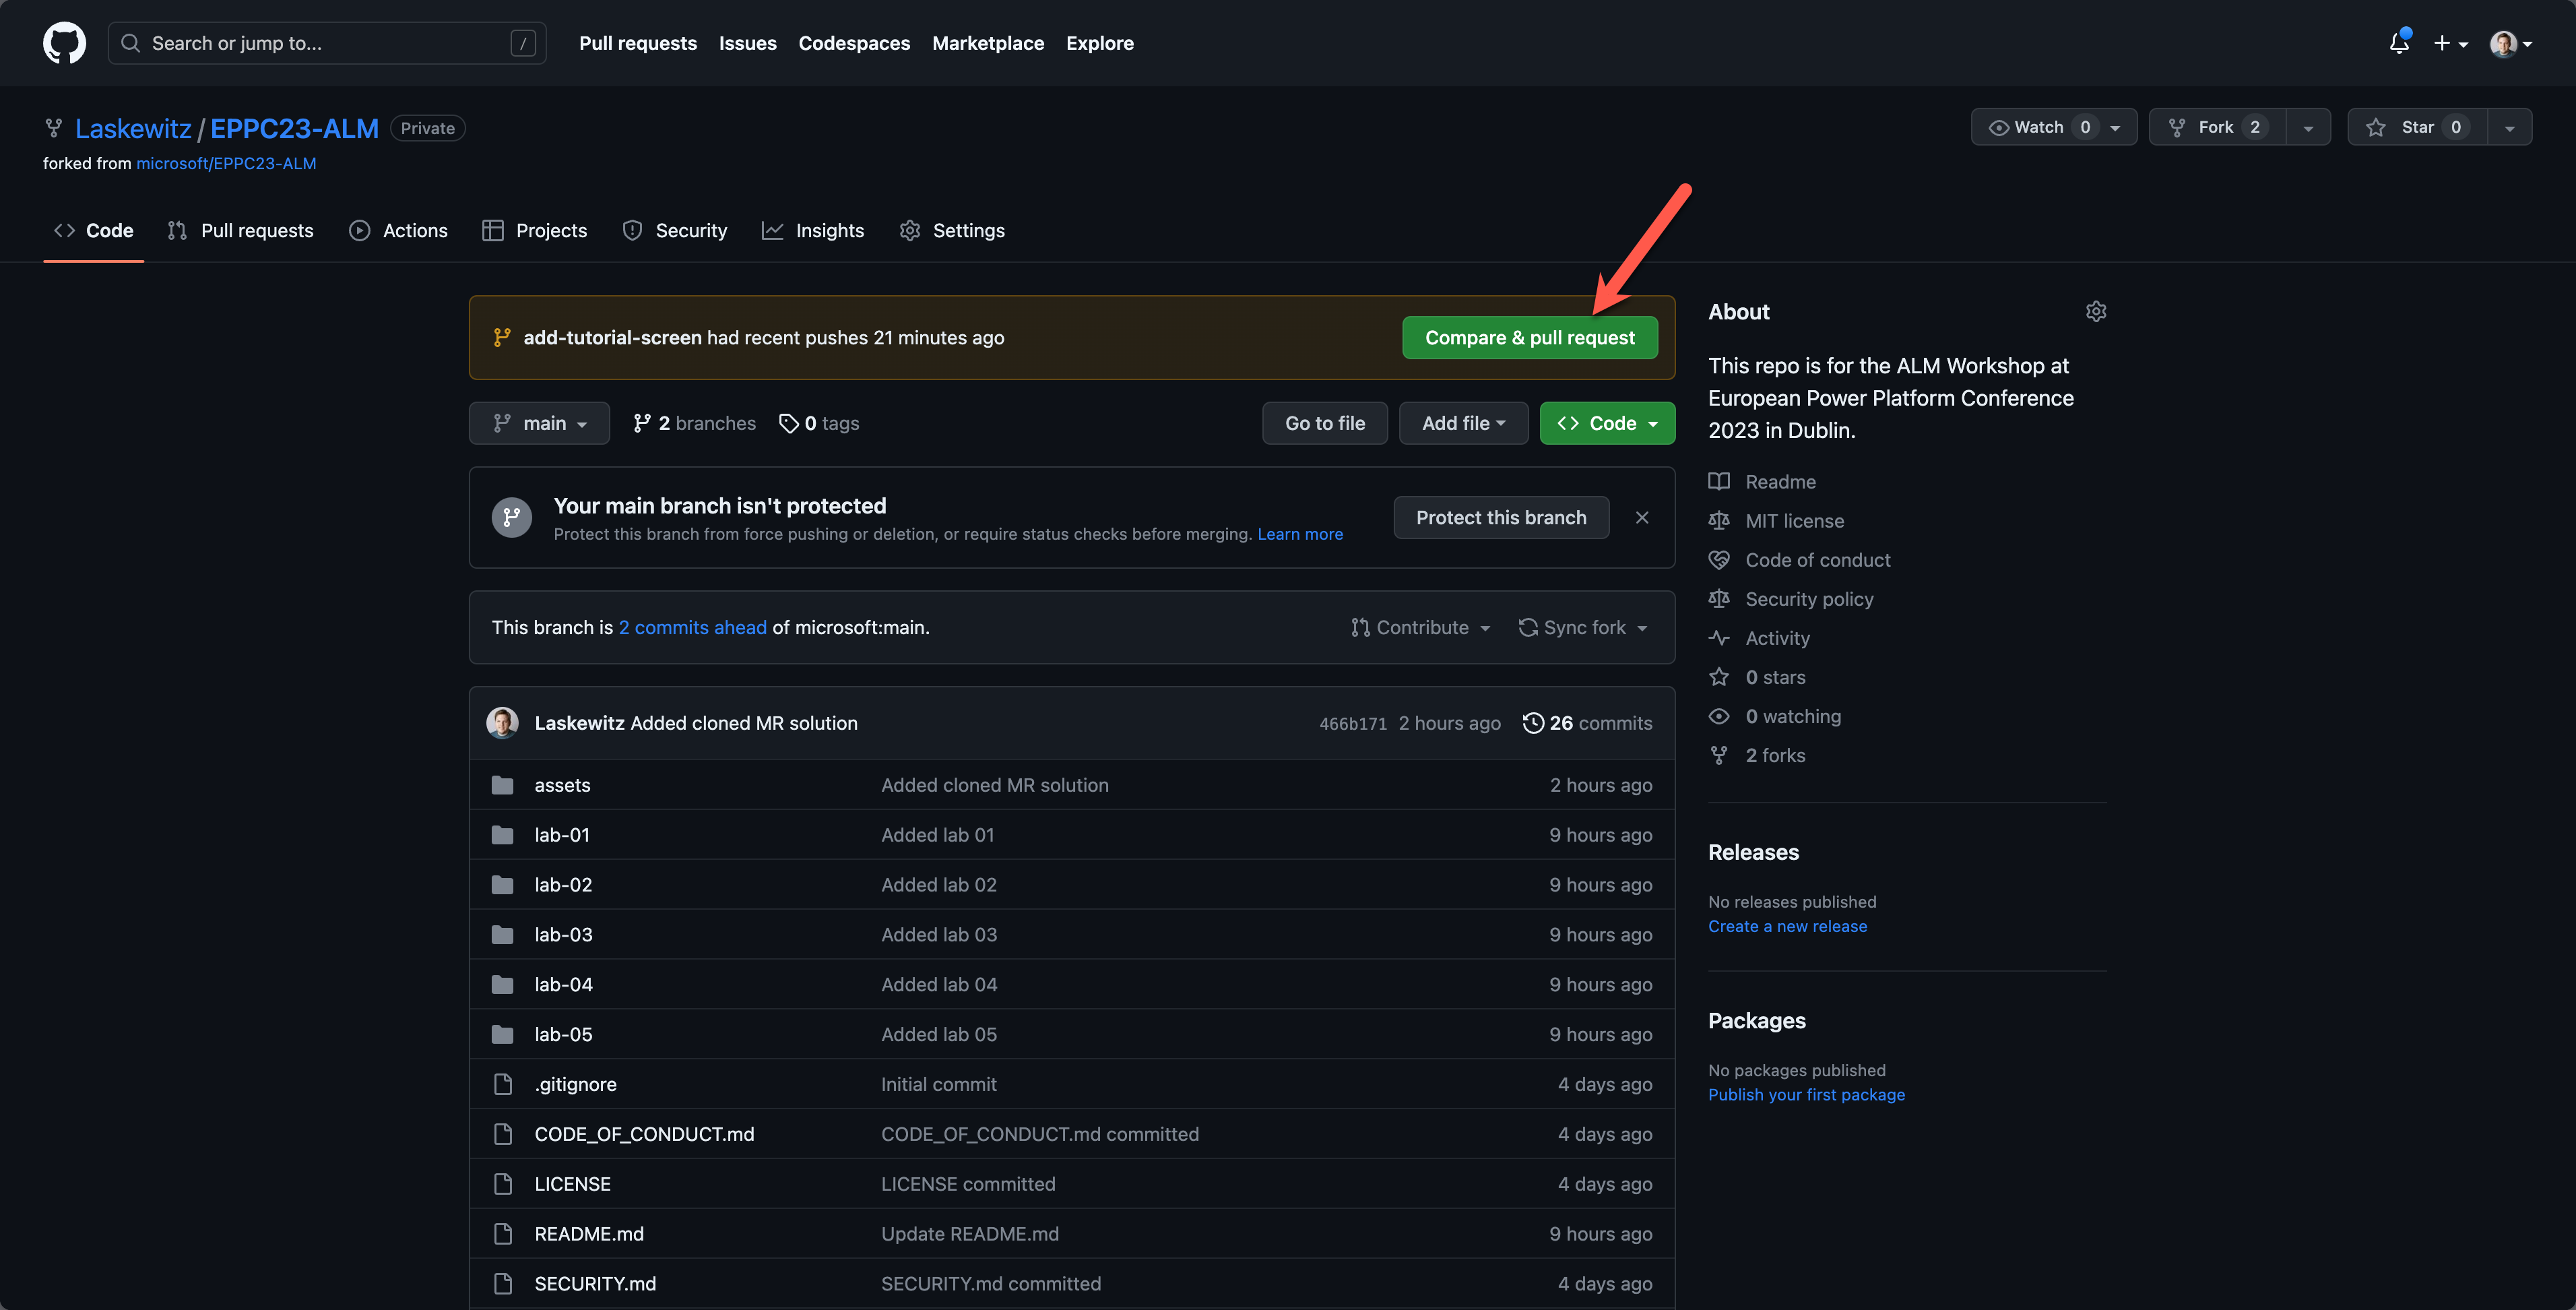 Search or jump to... /
Pull requests Issues Codespaces Marketplace Explore
Laskewitz / EPPC23-ALM Private
forked from microsoft/EPPC23-ALM
Watch 0 Fork 2 Star 0
Code Pull requests Actions Projects Security Insights Settings
add-tutorial-screen had recent pushes 21 minutes ago Compare & pull request
main 2 branches 0 tags Go to file Add file Code
Your main branch isn't protected
Protect this branch from force pushing or deletion, or require status checks before merging. Learn more
Protect this branch
This branch is 2 commits ahead of microsoft:main. Contribute Sync fork
Laskewitz Added cloned MR solution 466b171 2 hours ago 26 commits
assets Added cloned MR solution 2 hours ago
lab-01 Added lab 01 9 hours ago
lab-02 Added lab 02 9 hours ago
lab-03 Added lab 03 9 hours ago
lab-04 Added lab 04 9 hours ago
lab-05 Added lab 05 9 hours ago
.gitignore Initial commit 4 days ago
CODE_OF_CONDUCT.md CODE_OF_CONDUCT.md committed 4 days ago
LICENSE LICENSE committed 4 days ago
README.md Update README.md 9 hours ago
SECURITY.md SECURITY.md committed 4 days ago
About
This repo is for the ALM Workshop at
European Power Platform Conference
2023 in Dublin.
Readme
MIT license
Code of conduct
Security policy
Activity
0 stars
0 watching
2 forks
Releases
No releases published
Create a new release
Packages
No packages published
Publish your first package